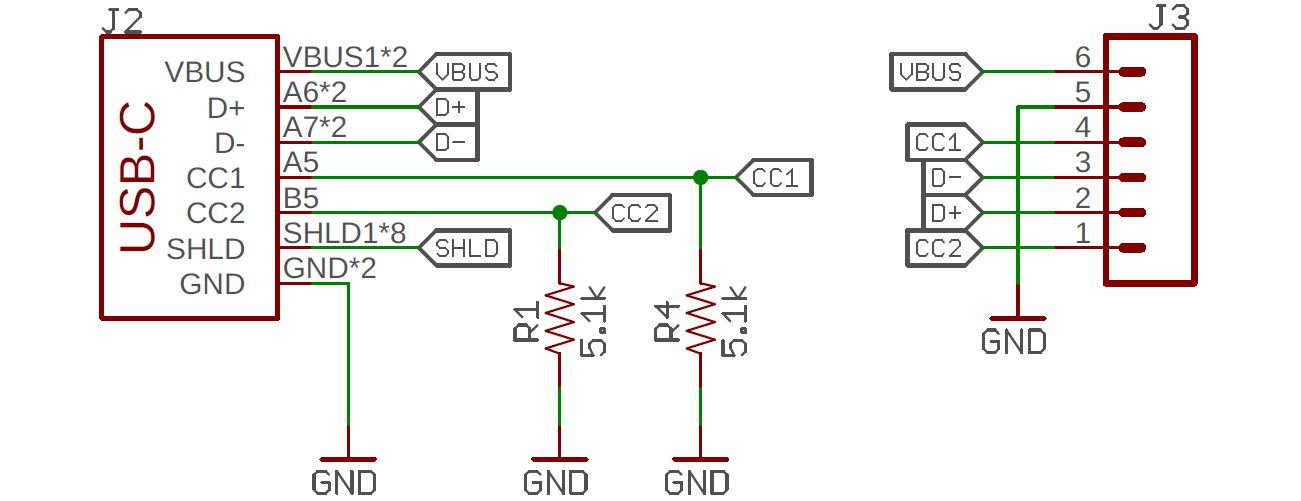 J2
USB-C
VBUS VBUS1*2 VBUS
D+ A6*2 D+
D- A7*2 D-
CC1 A5 CC1
CC2 B5 CC2
SHLD SHLD1*8 SHLD
GND GND*2
R1 5.1k
R4 5.1k
GND
GND
GND
J3
VBUS 6
5
CC1 4
D- 3
D+ 2
CC2 1
GND